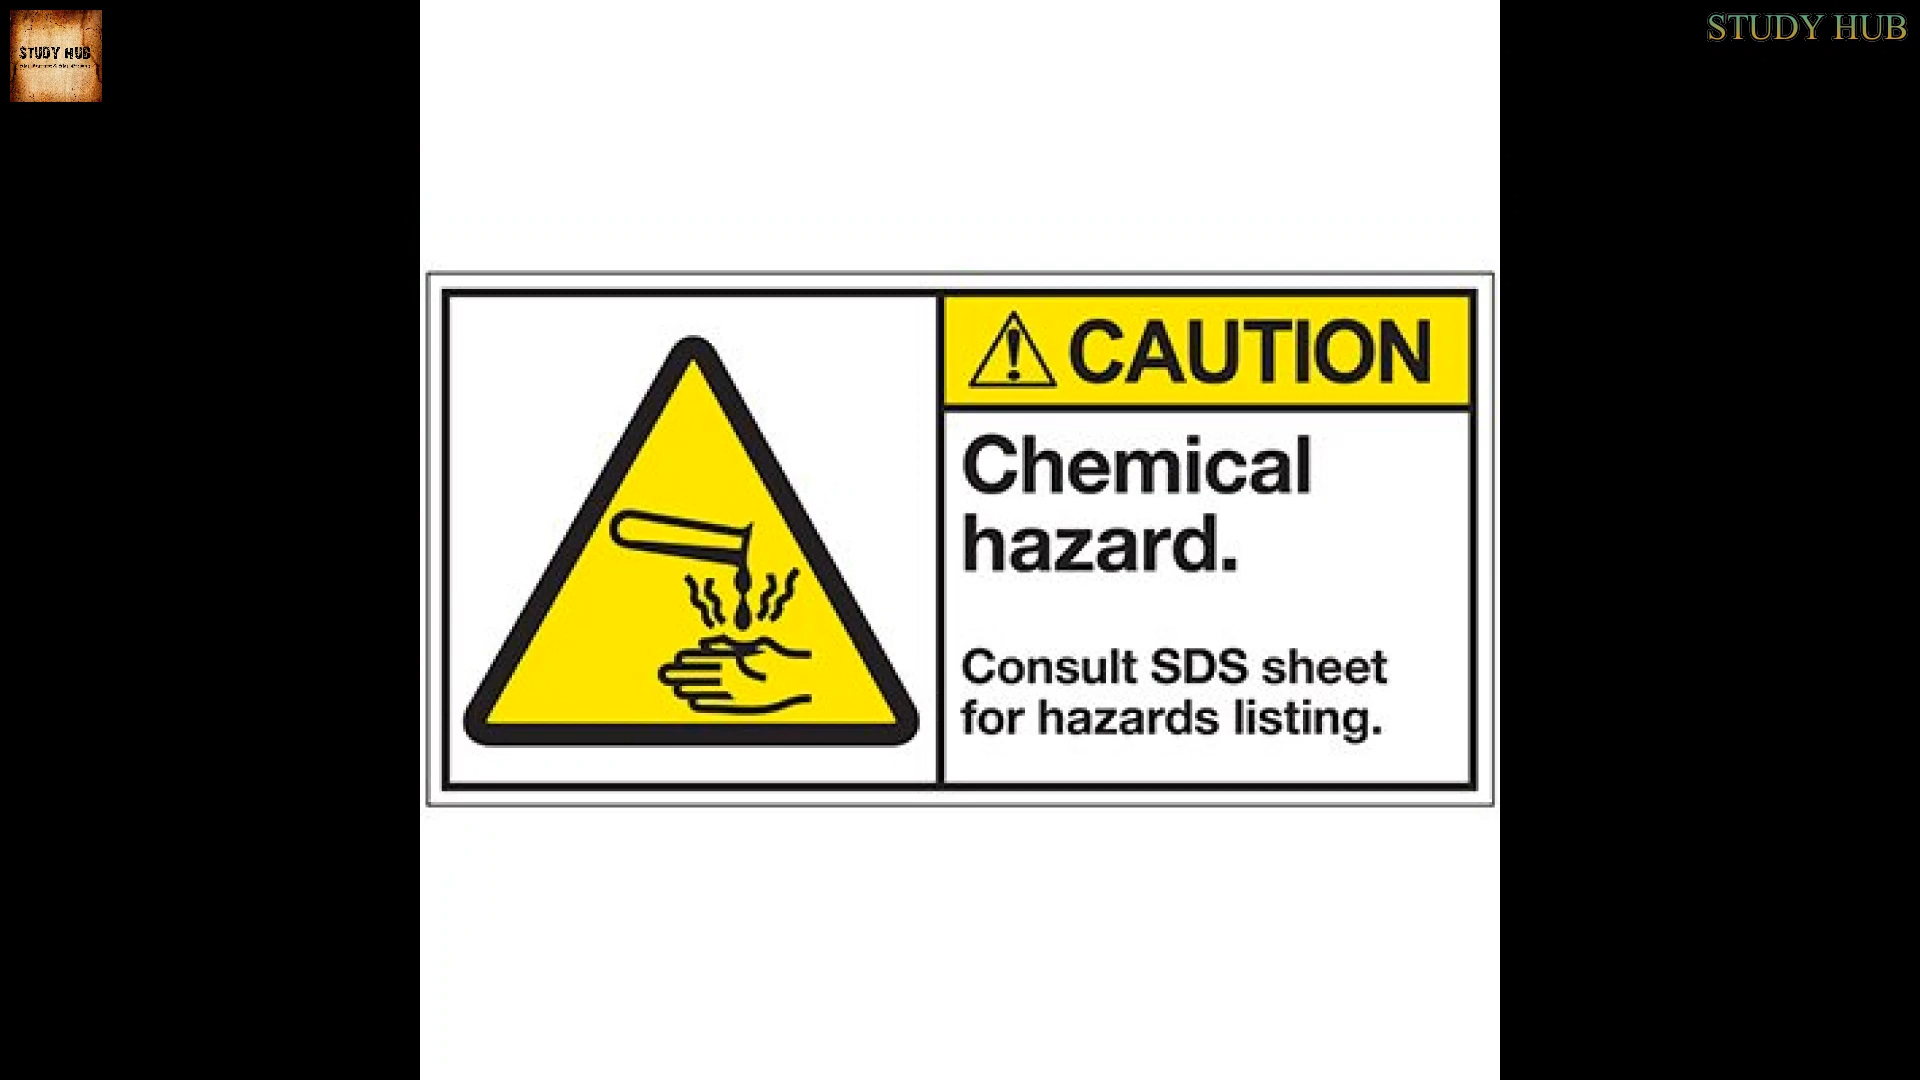 STUDY HUB
STUDY HUB
CAUTION
Chemical
hazard.
Consult SDS sheet
for hazards listing.